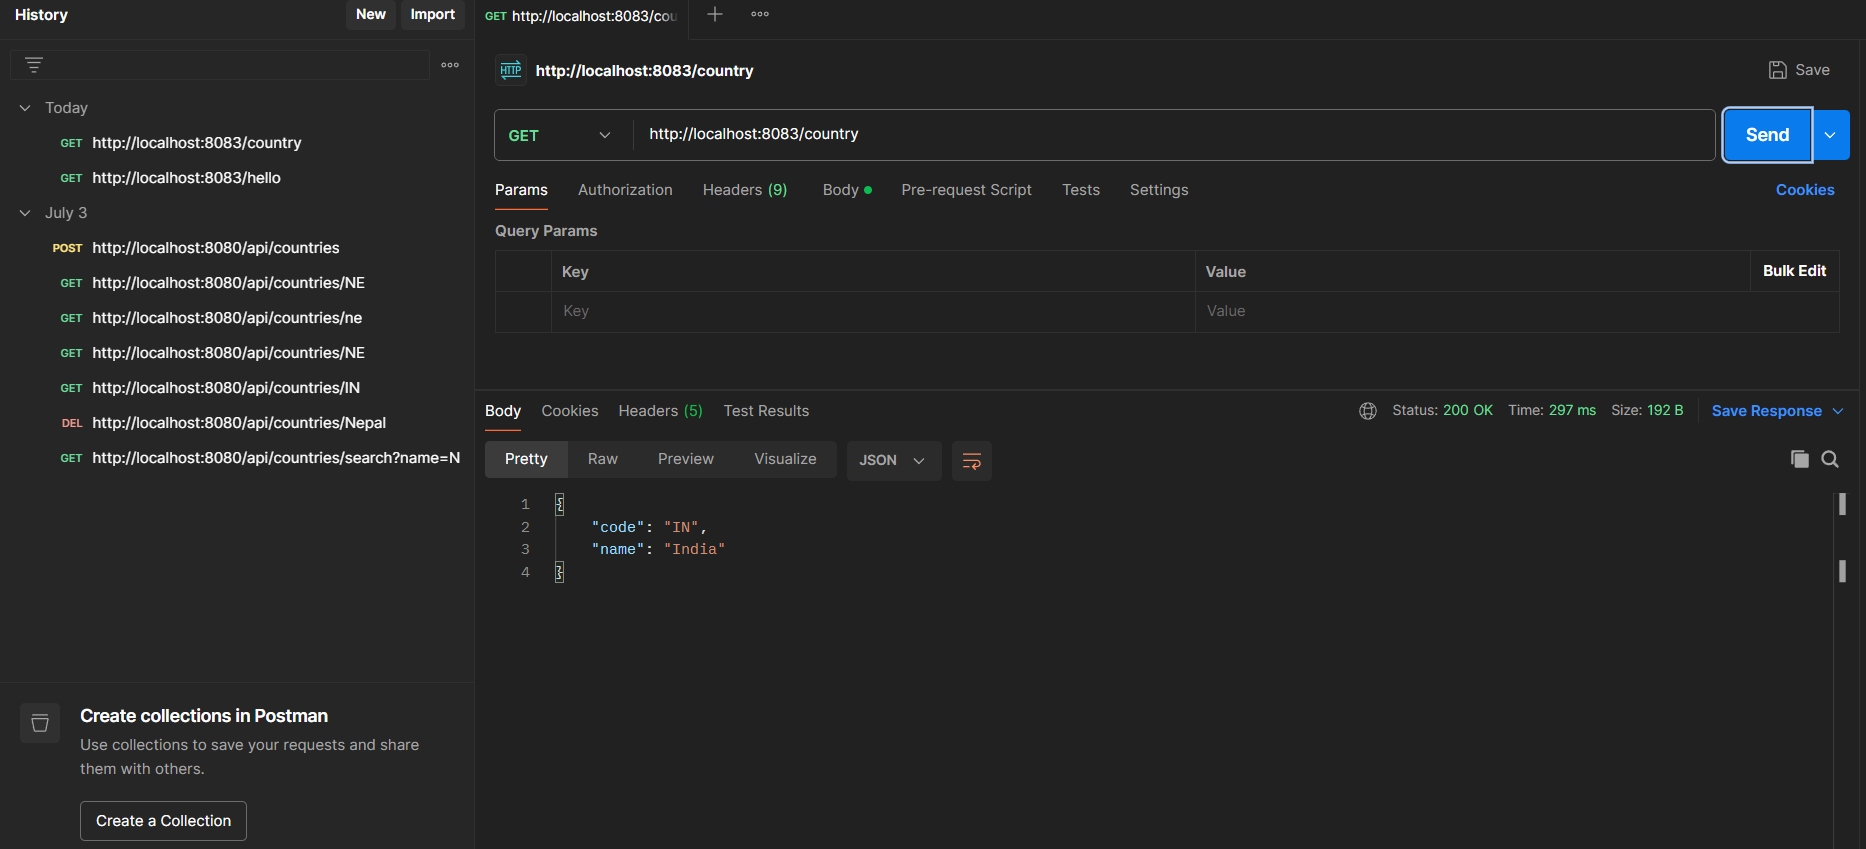 History
New
Import
Today
GET http://localhost:8083/country
GET http://localhost:8083/hello
July 3
POST http://localhost:8080/api/countries
GET http://localhost:8080/api/countries/NE
GET http://localhost:8080/api/countries/ne
GET http://localhost:8080/api/countries/NE
GET http://localhost:8080/api/countries/IN
DEL http://localhost:8080/api/countries/Nepal
GET http://localhost:8080/api/countries/search?name=N
Create collections in Postman
Use collections to save your requests and share
them with others.
Create a Collection
GET http://localhost:8083/cou
HTTP http://localhost:8083/country
Save
GET http://localhost:8083/country
Send
Params Authorization Headers (9) Body Pre-request Script Tests Settings Cookies
Query Params
Key Value Bulk Edit
Key Value
Body Cookies Headers (5) Test Results Status: 200 OK Time: 297 ms Size: 192 B Save Response
Pretty Raw Preview Visualize JSON
1 {
2 "code": "IN",
3 "name": "India"
4 }